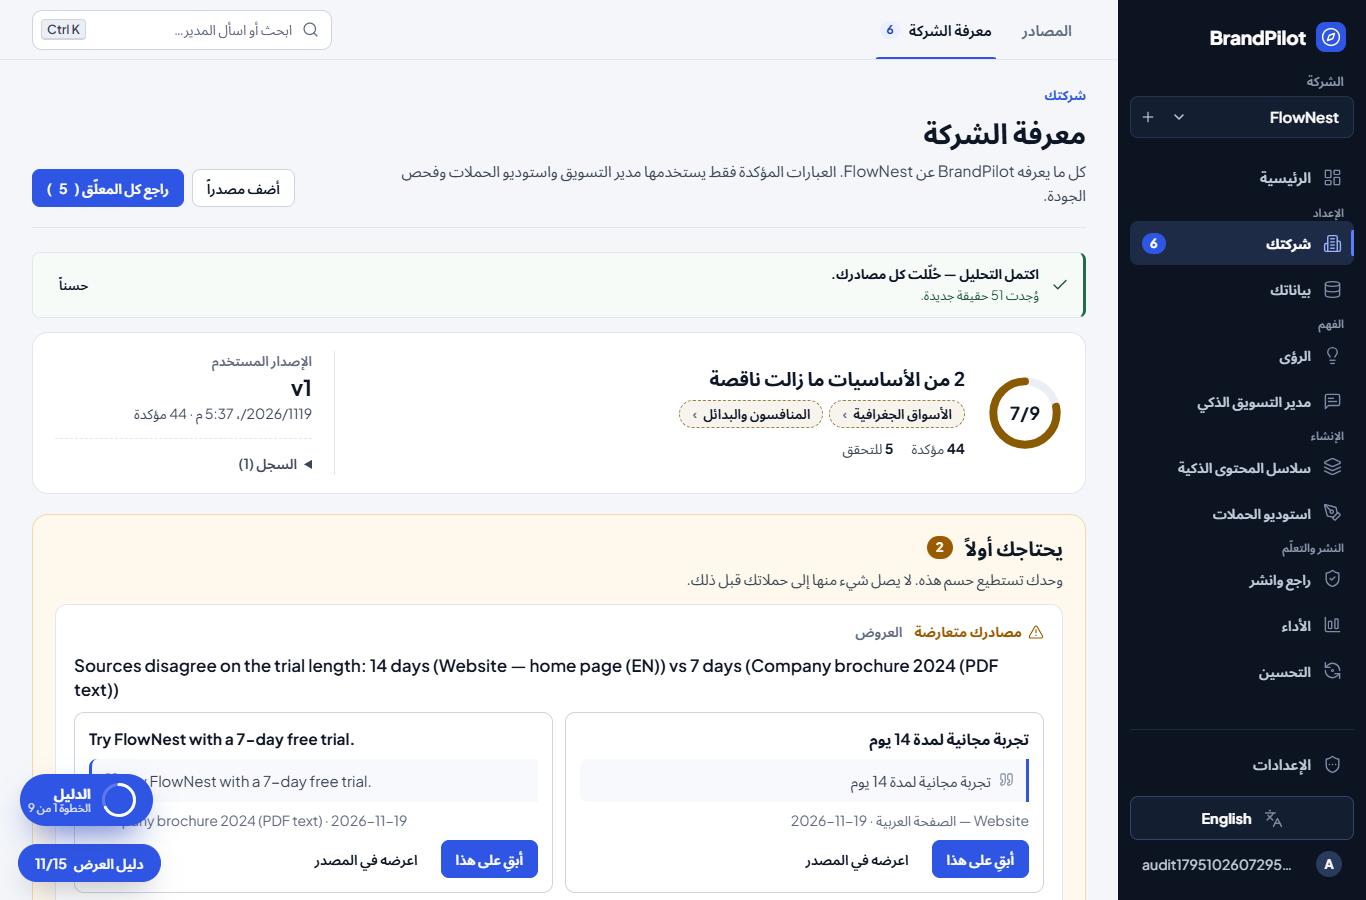 BrandPilot
الشركة
FlowNest
الرئيسية
الإعداد
شركتك
6
بياناتك
الفهم
الرؤى
مدير التسويق الذكي
الإنشاء
سلاسل المحتوى الذكية
استوديو الحملات
النشر والتعلّم
راجع وانشر
الأداء
التحسين
الإعدادات
English
A audit1795102607295...
المصادر
معرفة الشركة 6
ابحث أو اسأل المدير...
Ctrl K
شركتك
معرفة الشركة
كل ما يعرفه BrandPilot عن FlowNest. العبارات المؤكدة فقط يستخدمها مدير التسويق واستوديو الحملات وفحص
الجودة.
أضف مصدراً
راجع كل المعلّق ( 5 )
اكتمل التحليل — حُلّلت كل مصادرك.
وُجدت 51 حقيقة جديدة.
حسناً
7/9
2 من الأساسيات ما زالت ناقصة
الأسواق الجغرافية ›
المنافسون والبدائل ›
44 مؤكدة
5 للتحقق
الإصدار المستخدم
v1
1119/2026/، 5:37 م · 44 مؤكدة
السجل (1)
يحتاجك أولاً 2
وحدك تستطيع حسم هذه. لا يصل شيء منها إلى حملاتك قبل ذلك.
مصادرك متعارضة العروض
Sources disagree on the trial length: 14 days (Website — home page (EN)) vs 7 days (Company brochure 2024 (PDF
text))
تجربة مجانية لمدة 14 يوم
تجربة مجانية لمدة 14 يوم
Website — الصفحة العربية · 2026-11-19
أبقِ على هذا
اعرضه في المصدر
Try FlowNest with a 7-day free trial.
FlowNest with a 7-day free trial.
brochure 2024 (PDF text) · 2026-11-19
أبقِ على هذا
اعرضه في المصدر
الدليل
الخطوة 1 من 9
دليل العرض 11/15